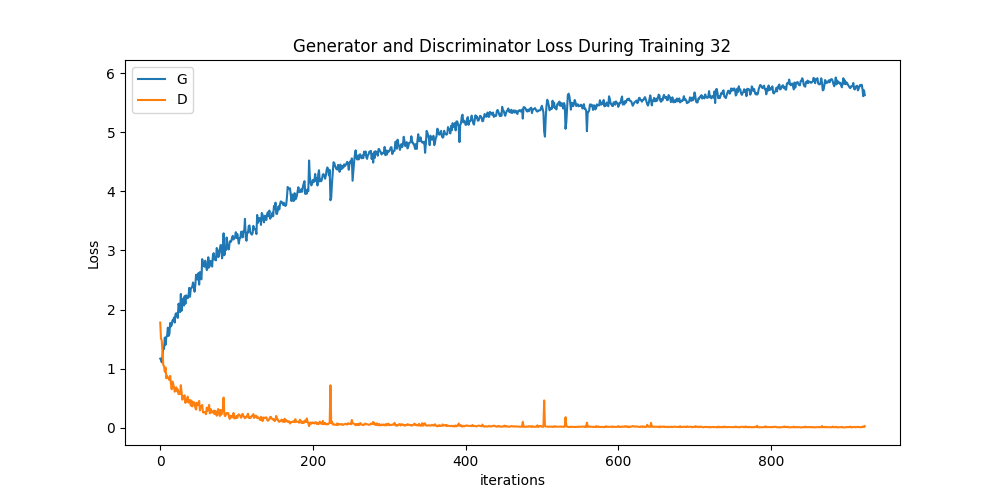 Generator and Discriminator Loss During Training 32
G
D
Loss
6
5
4
3
2
1
0
0 200 400 600 800
iterations